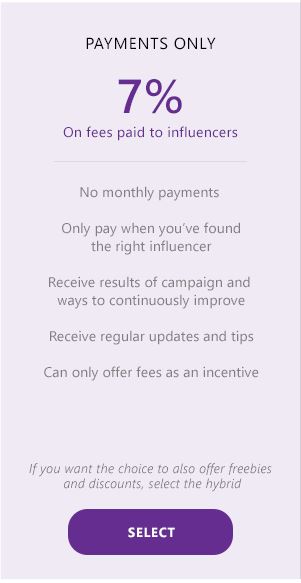 PAYMENTS ONLY
7%
On fees paid to influencers
No monthly payments
Only pay when you've found
the right influencer
Receive results of campaign and
ways to continuously improve
Receive regular updates and tips
Can only offer fees as an incentive
If you want the choice to also offer freebies
and discounts, select the hybrid
SELECT